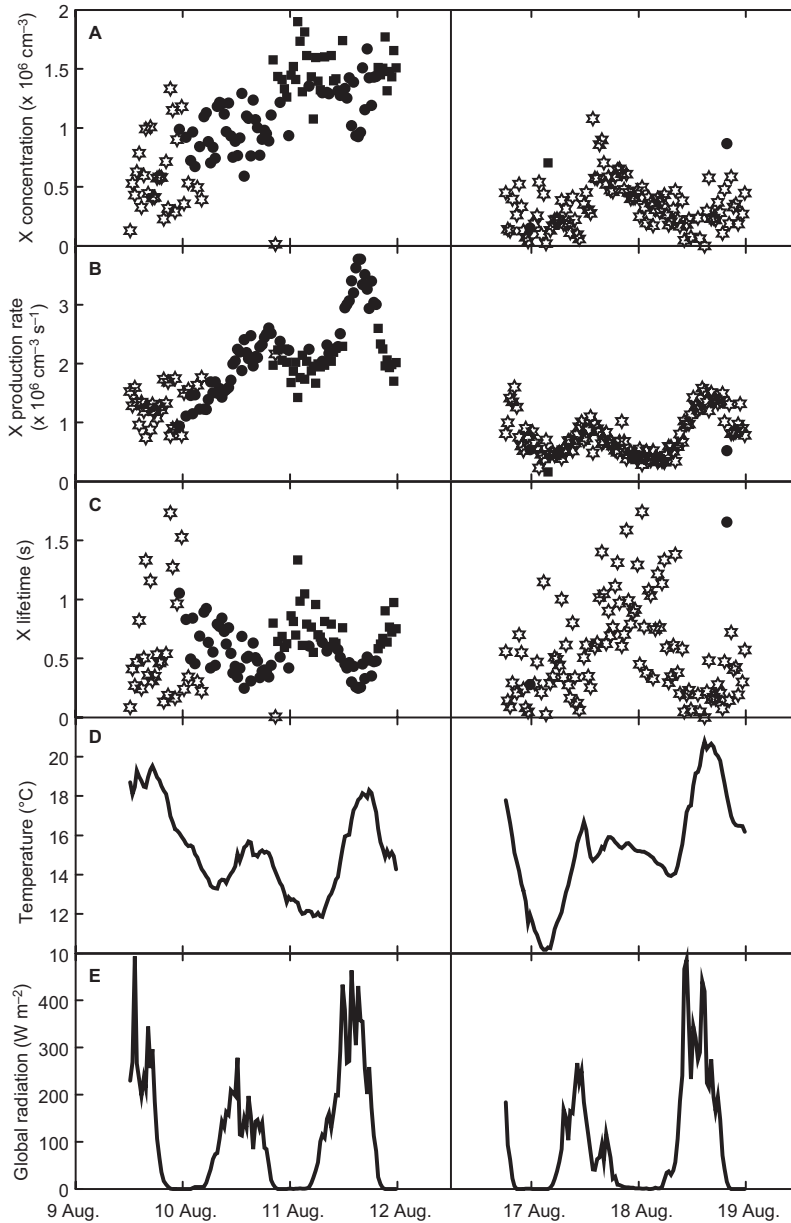 A
X concentration (x 10⁶ cm⁻³)
2
1.5
1
0.5
0
B
X production rate
(x 10⁶ cm⁻³ s⁻¹)
3
2
1
0
C
X lifetime (s)
1.5
1
0.5
0
D
Temperature (°C)
20
18
16
14
12
10
E
Global radiation (W m⁻²)
400
300
200
100
0
9 Aug. 10 Aug. 11 Aug. 12 Aug. 17 Aug. 18 Aug. 19 Aug.